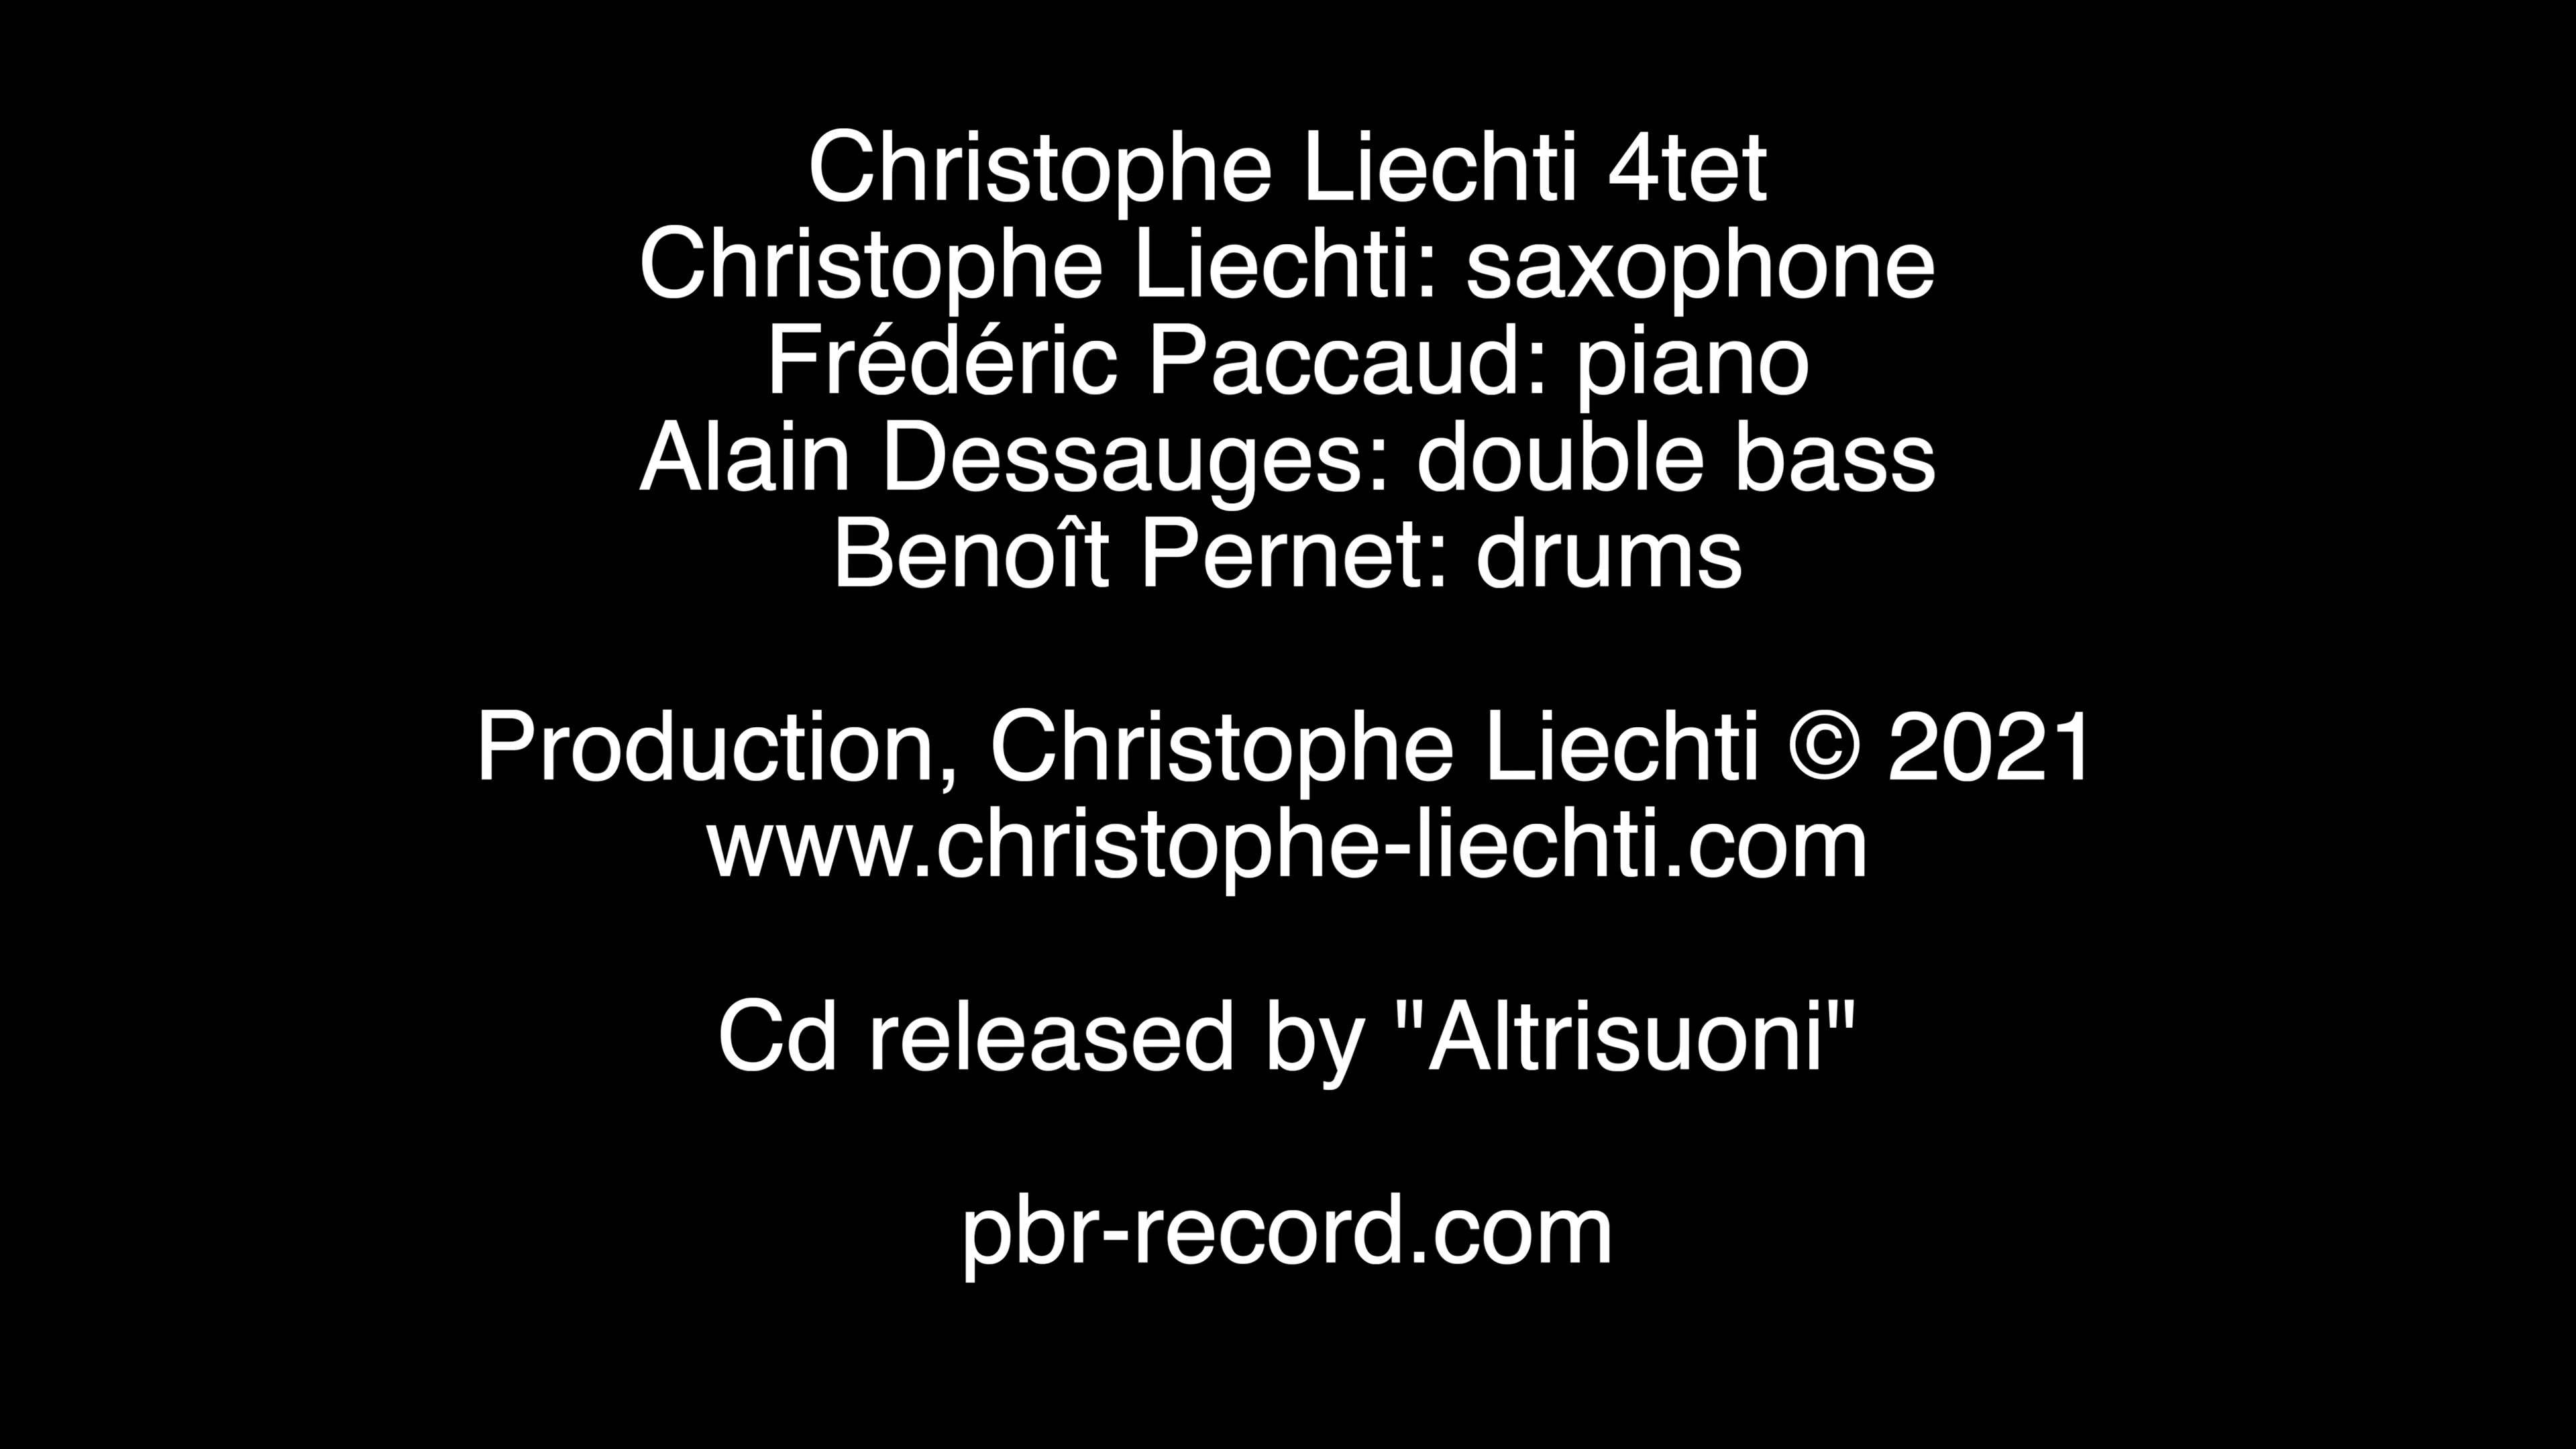 Christophe Liechti 4tet
Christophe Liechti: saxophone
Frédéric Paccaud: piano
Alain Dessauges: double bass
Benoît Pernet: drums
Production, Christophe Liechti © 2021
www.christophe-liechti.com
Cd released by "Altrisuoni"
pbr-record.com